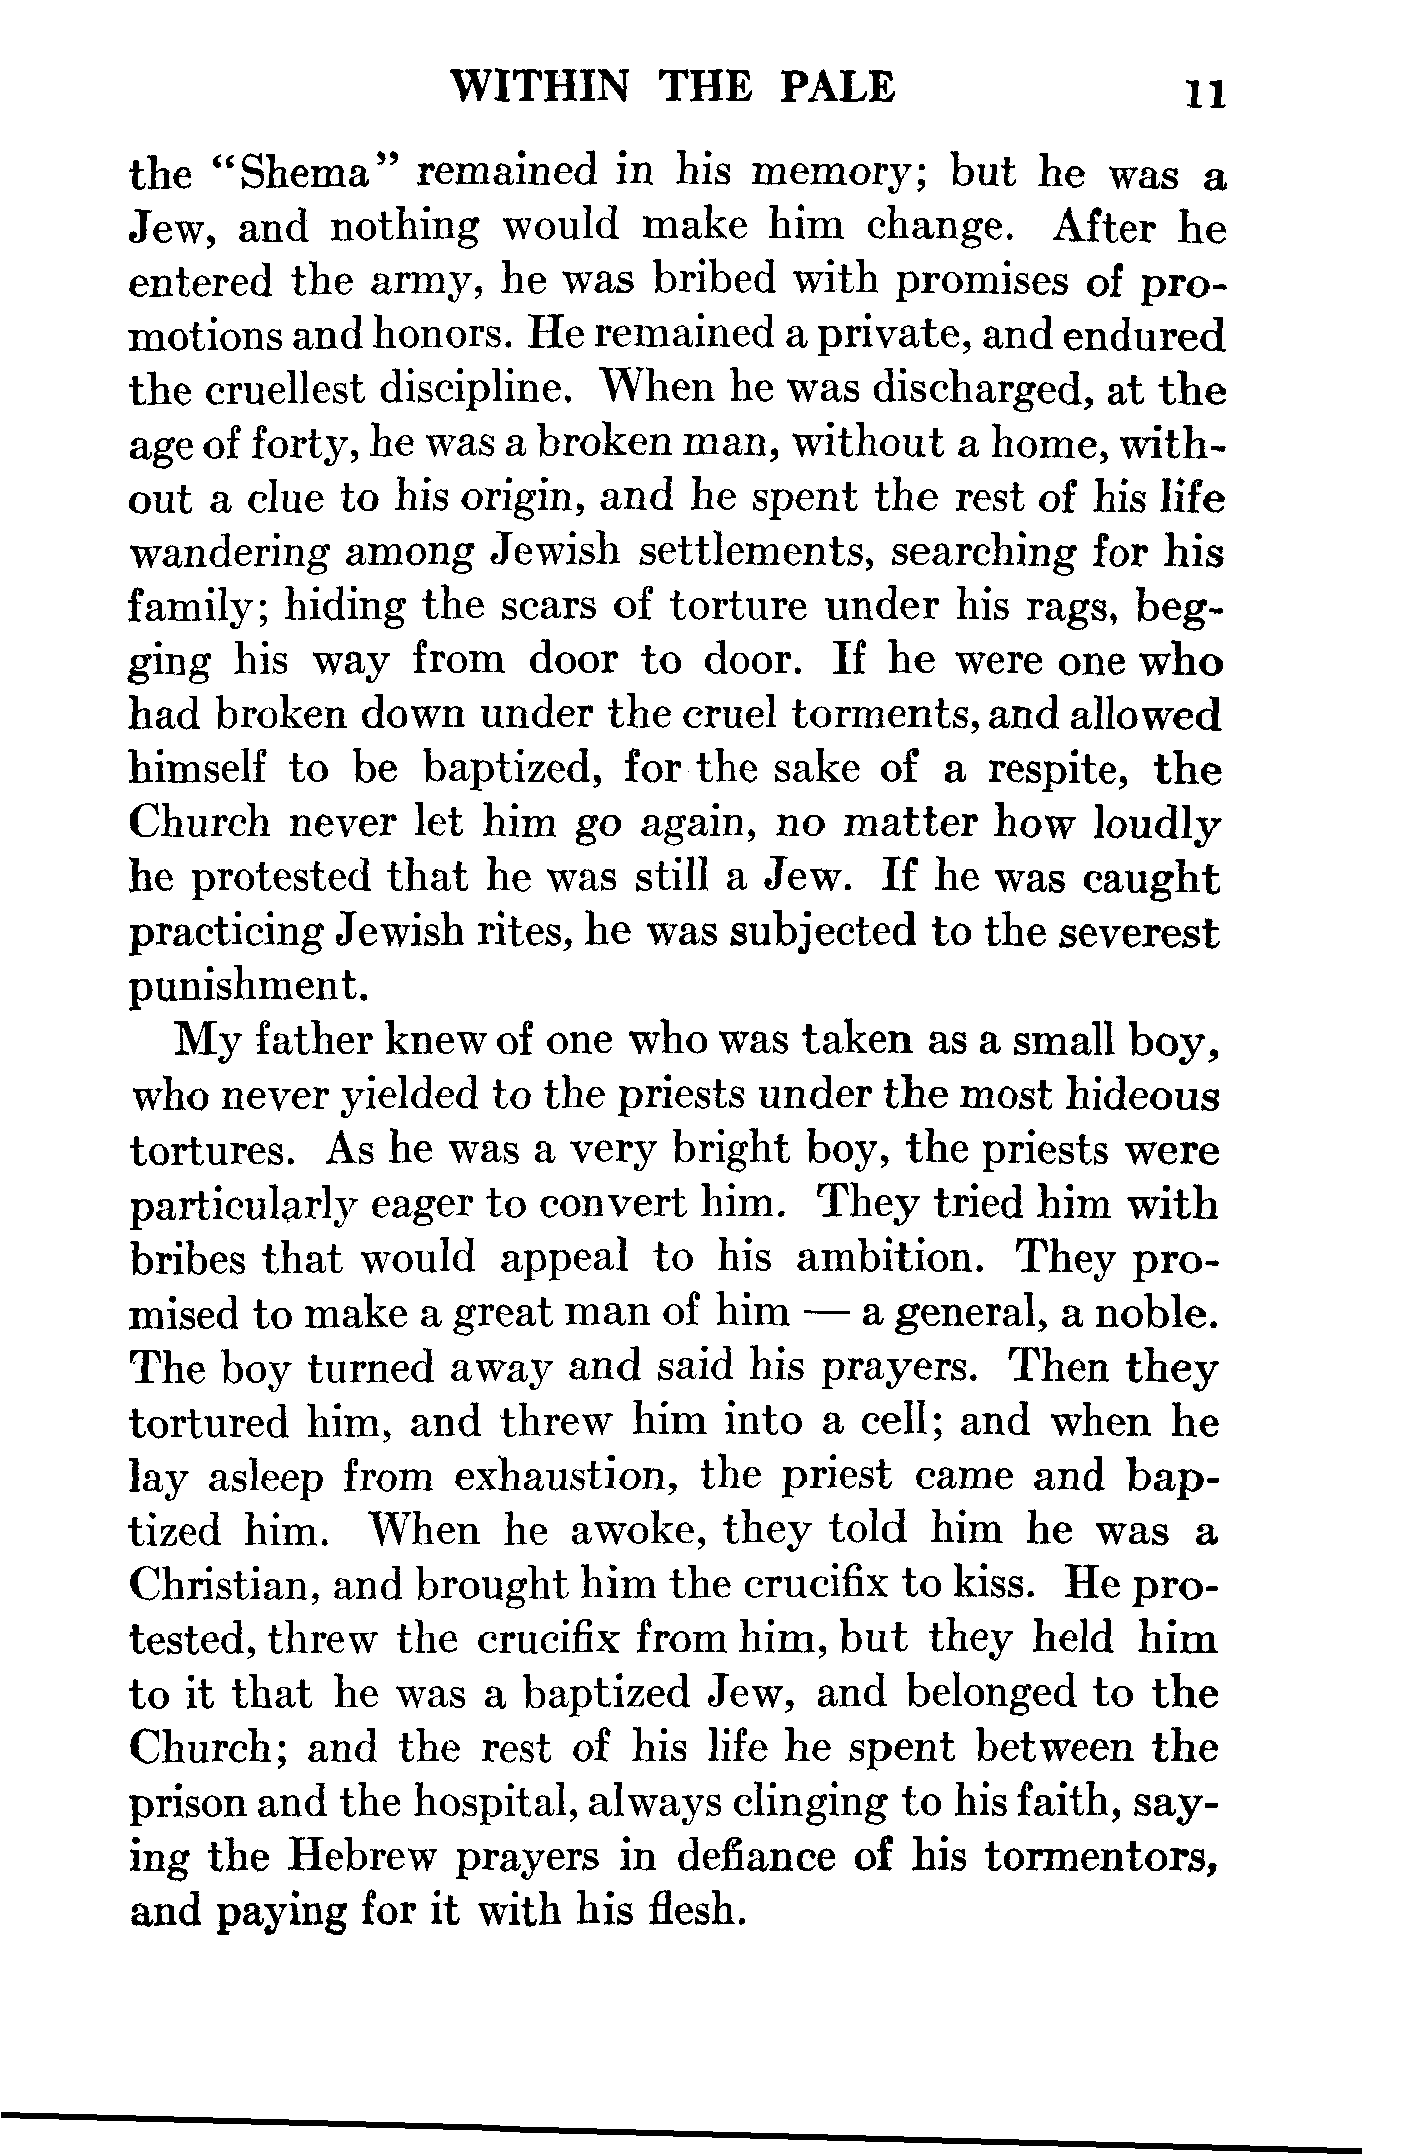 WITHIN THE PALE 11
the “Shema” remained in his memory; but he was a
Jew, and nothing would make him change. After he
entered the army, he was bribed with promises of pro-
motions and honors. He remained a private, and endured
the cruellest discipline. When he was discharged, at the
age of forty, he was a broken man, without a home, with-
out a clue to his origin, and he spent the rest of his life
wandering among Jewish settlements, searching for his
family; hiding the scars of torture under his rags, beg-
ging his way from door to door. If he were one who
had broken down under the cruel torments, and allowed
himself to be baptized, for the sake of a respite, the
Church never let him go again, no matter how loudly
he protested that he was still a Jew. If he was caught
practicing Jewish rites, he was subjected to the severest
punishment.
My father knew of one who was taken as a small boy,
who never yielded to the priests under the most hideous
tortures. As he was a very bright boy, the priests were
particularly eager to convert him. They tried him with
bribes that would appeal to his ambition. They pro-
mised to make a great man of him — a general, a noble.
The boy turned away and said his prayers. Then they
tortured him, and threw him into a cell; and when he
lay asleep from exhaustion, the priest came and bap-
tized him. When he awoke, they told him he was a
Christian, and brought him the crucifix to kiss. He pro-
tested, threw the crucifix from him, but they held him
to it that he was a baptized Jew, and belonged to the
Church; and the rest of his life he spent between the
prison and the hospital, always clinging to his faith, say-
ing the Hebrew prayers in defiance of his tormentors,
and paying for it with his flesh.